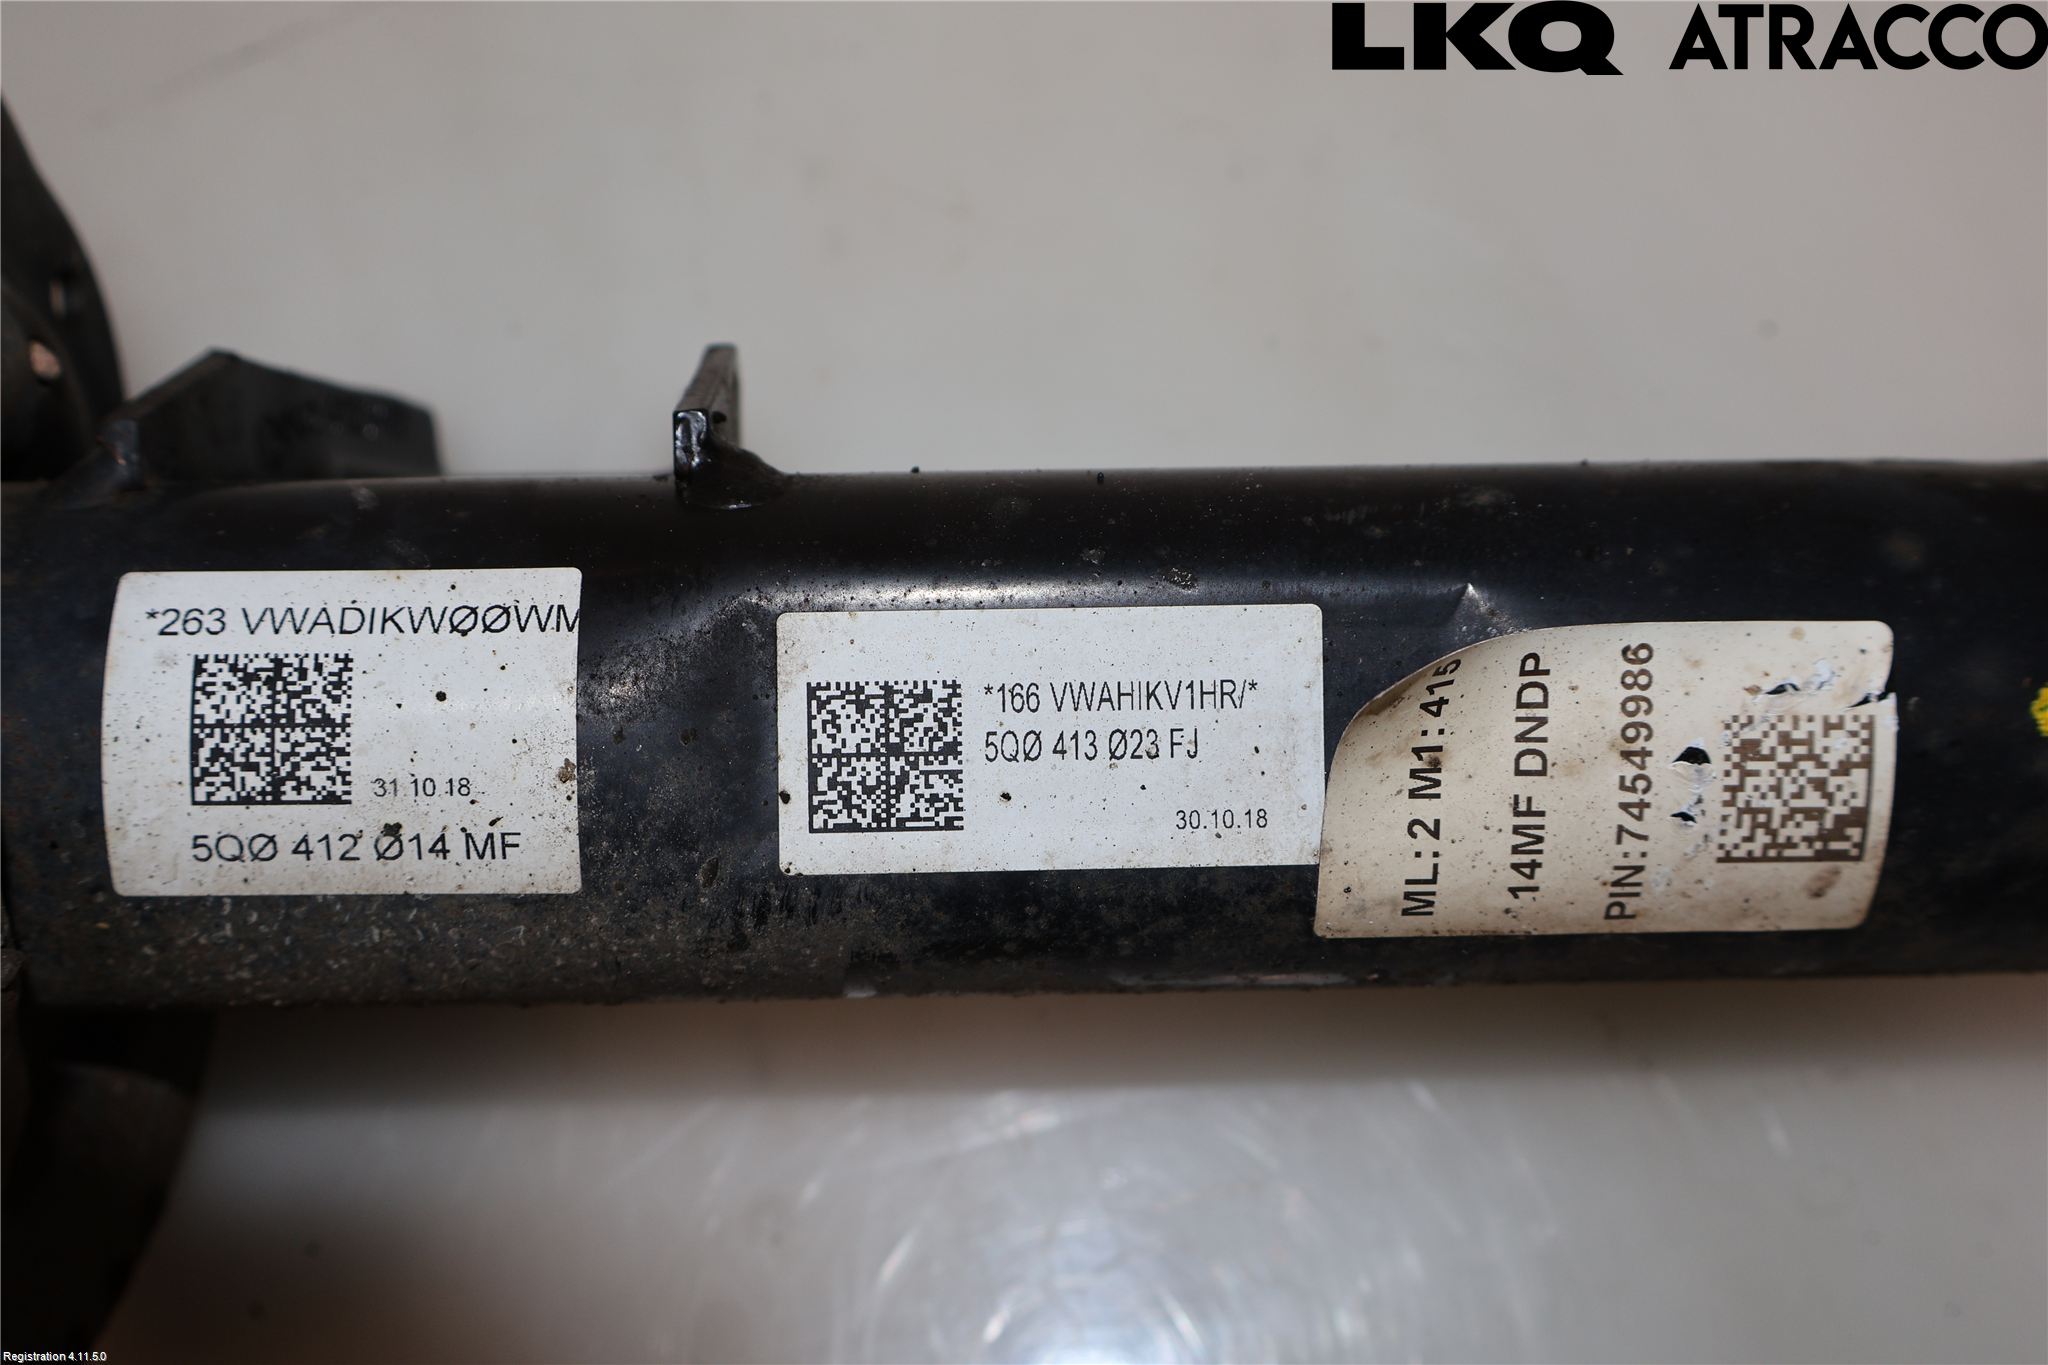 LKQ ATRACCO
*263 VWADIKWØØWM
31 10 18
5QØ 412 Ø14 MF
*166 VWAHIKV1HR/*
5QØ 413 Ø23 FJ
30.10.18
ML:2 M1:415
14MF DNDP
PIN:74549986
Registration 4.11.5.0